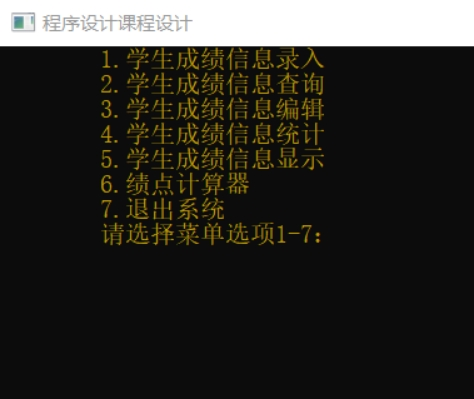 程序设计课程设计
1.学生成绩信息录入
2.学生成绩信息查询
3.学生成绩信息编辑
4.学生成绩信息统计
5.学生成绩信息显示
6.绩点计算器
7.退出系统
请选择菜单选项1-7: